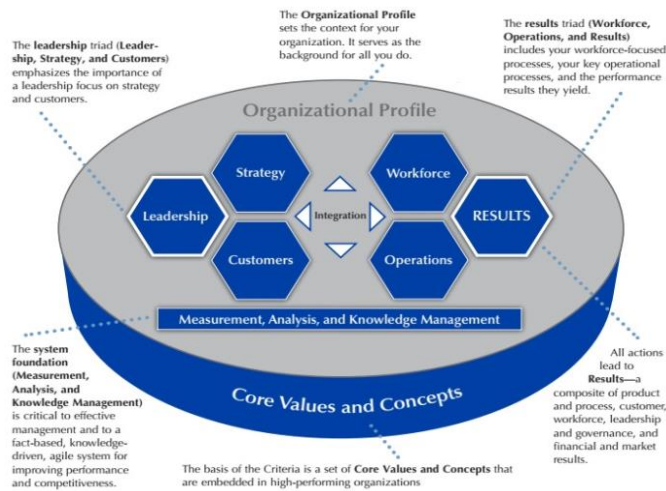 The Organizational Profile
sets the context for your
organization. It serves as the
background for all you do.
The leadership triad (Leader-
ship, Strategy, and Customers)
emphasizes the importance of
a leadership focus on strategy
and customers.
The results triad (Workforce,
Operations, and Results)
includes your workforce-focused
processes, your key operational
processes, and the performance
results they yield.
Organizational Profile
Strategy
Workforce
Leadership
Integration
RESULTS
Customers
Operations
Measurement, Analysis, and Knowledge Management
Core Values and Concepts
The system
foundation
(Measurement,
Analysis, and
Knowledge Management)
is critical to effective
management and to a
fact-based, knowledge-
driven, agile system for
improving performance
and competitiveness.
All actions
lead to
Results—a
composite of product
and process, customer,
workforce, leadership
and governance, and
financial and market
results.
The basis of the Criteria is a set of Core Values and Concepts that
are embedded in high-performing organizations